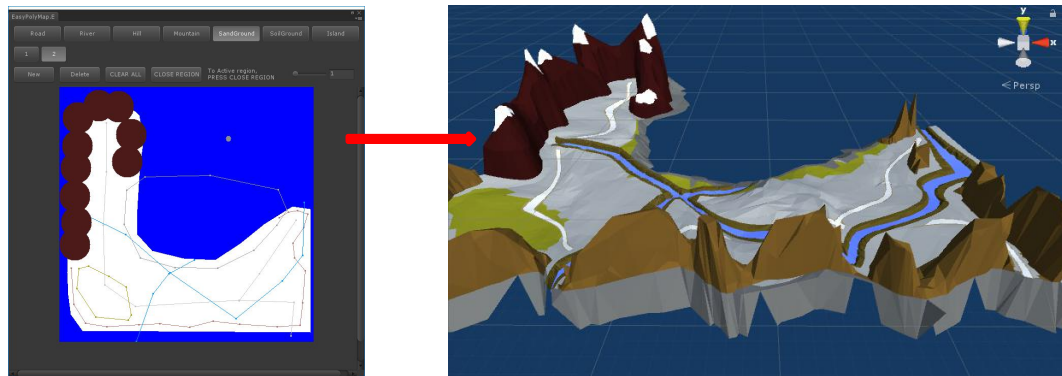 EasyPolyMap.E
Road River Hill Mountain SandGround SoilGround Island
1 2
New Delete CLEAR ALL CLOSE REGION To Active region, PRESS CLOSE REGION 1
y
x
Persp